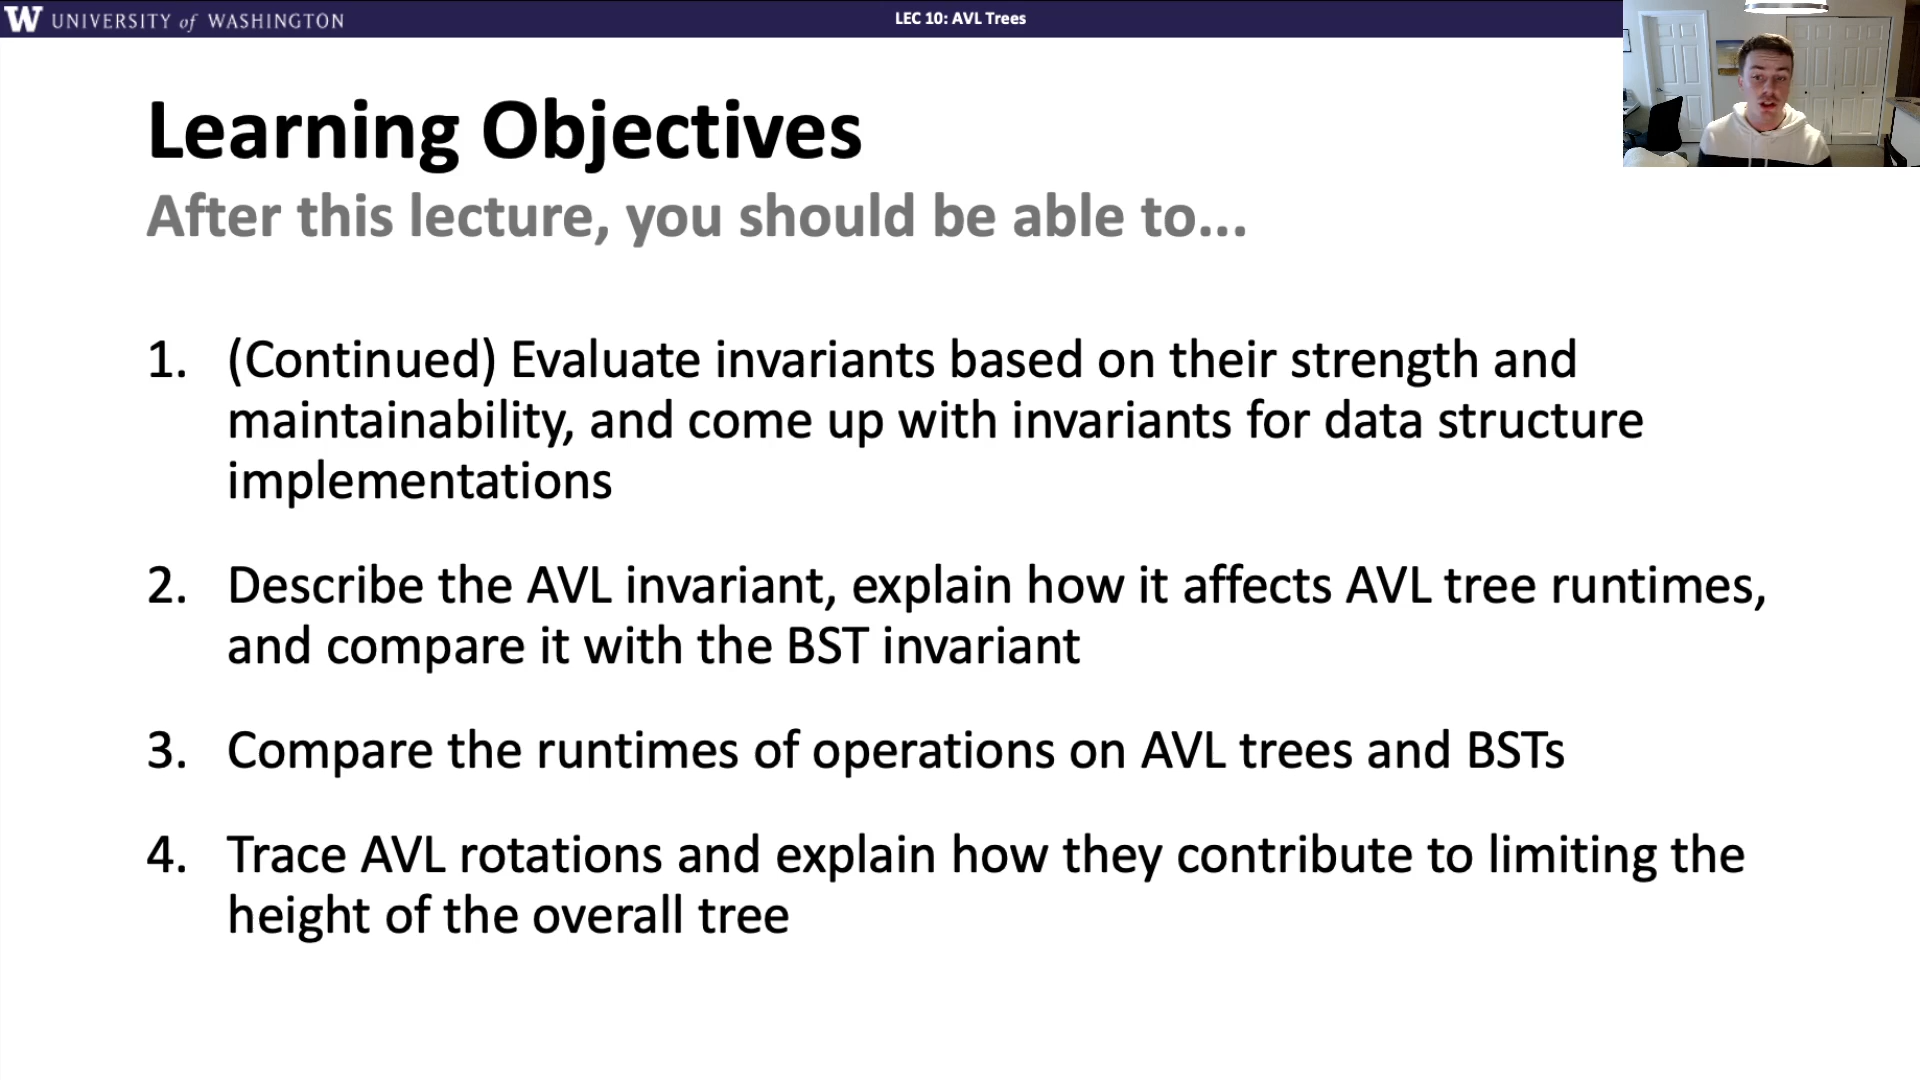 W UNIVERSITY of WASHINGTON
LEC 10: AVL Trees
Learning Objectives
After this lecture, you should be able to...
1. (Continued) Evaluate invariants based on their strength and
maintainability, and come up with invariants for data structure
implementations
2. Describe the AVL invariant, explain how it affects AVL tree runtimes,
and compare it with the BST invariant
3. Compare the runtimes of operations on AVL trees and BSTs
4. Trace AVL rotations and explain how they contribute to limiting the
height of the overall tree